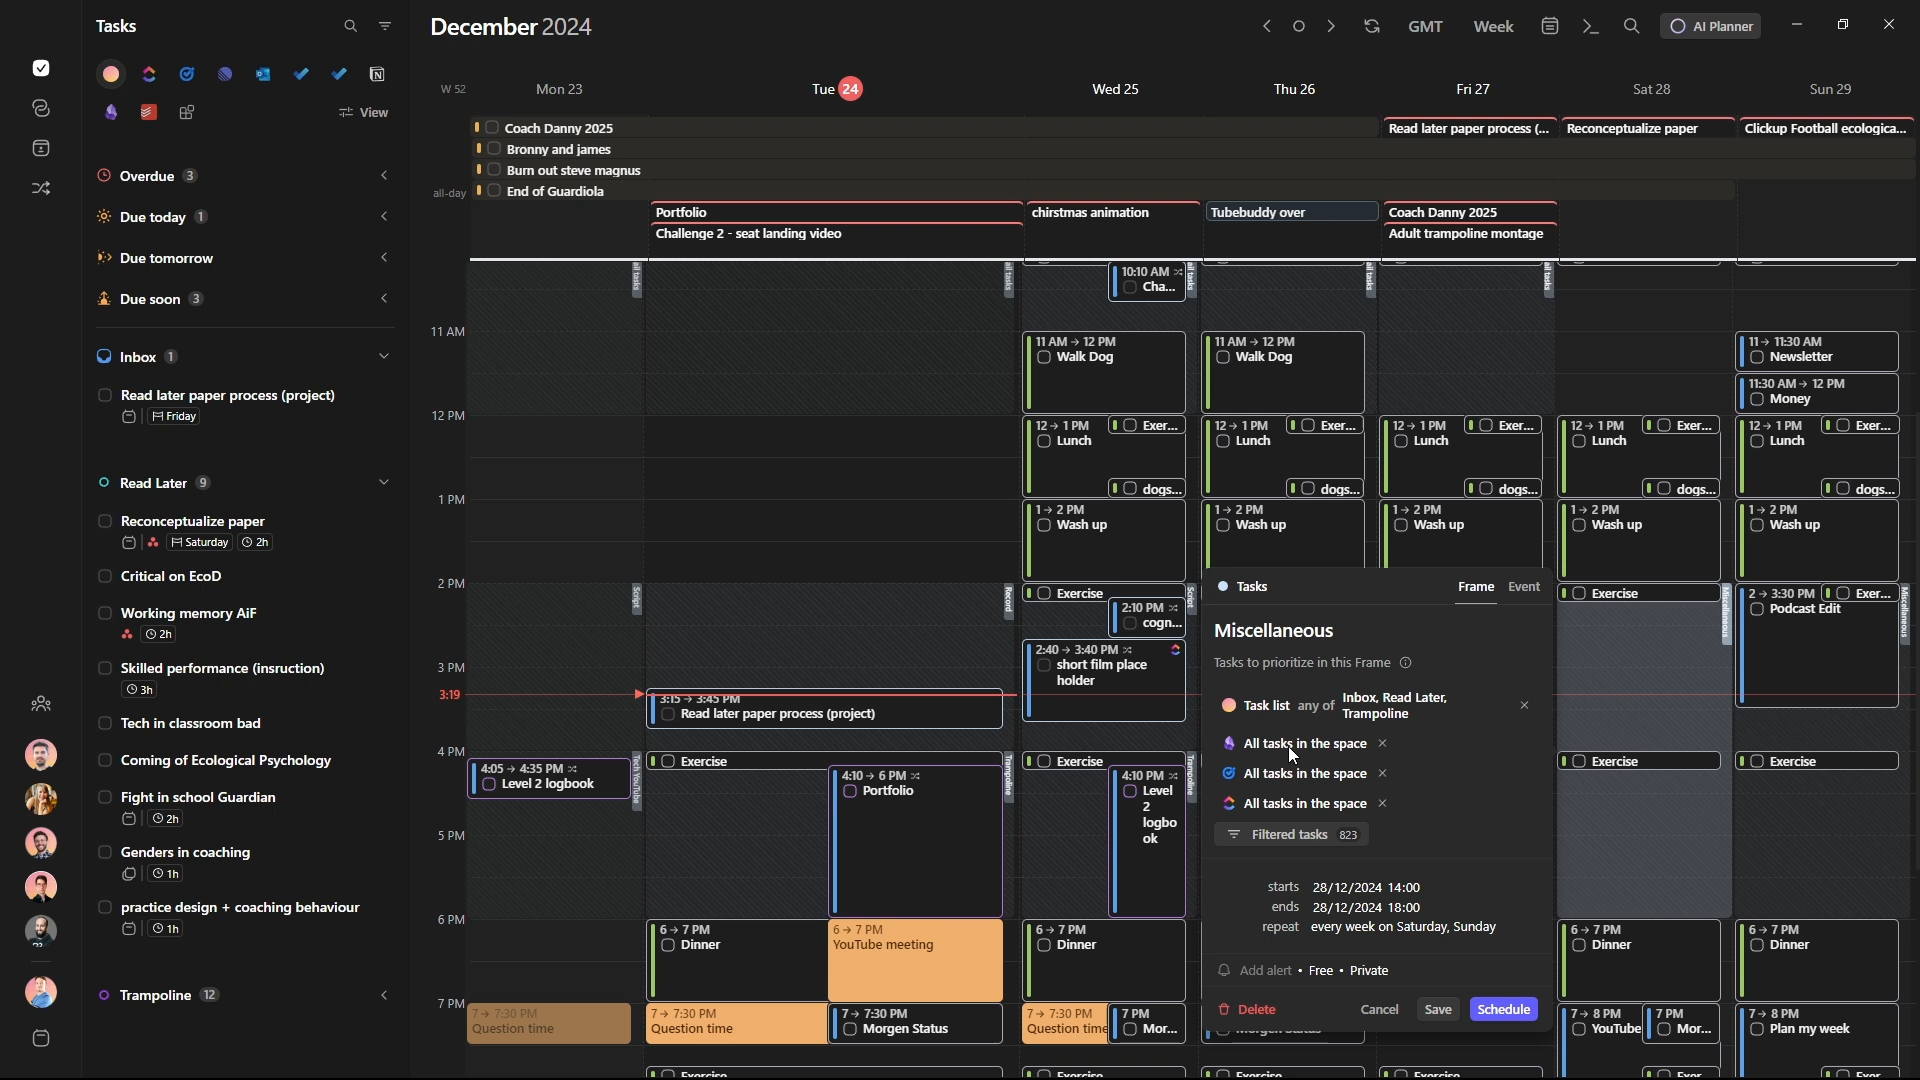 Tasks
View
Overdue 3
Due today 1
Due tomorrow
Due soon 3
Inbox 1
Read later paper process (project)
Friday
Read Later 9
Reconceptualize paper
Saturday 2h
Critical on EcoD
Working memory AiF
2h
Skilled performance (insruction)
3h
Tech in classroom bad
Coming of Ecological Psychology
Fight in school Guardian
2h
Genders in coaching
1h
practice design + coaching behaviour
1h
Trampoline 12
December 2024
GMT Week AI Planner
W 52 Mon 23 Tue 24 Wed 25 Thu 26 Fri 27 Sat 28 Sun 29
Coach Danny 2025
Read later paper process (...
Reconceptualize paper
Clickup Football ecologica...
Bronny and james
Burn out steve magnus
all-day
End of Guardiola
Portfolio
chirstmas animation
Tubebuddy over
Coach Danny 2025
Challenge 2 - seat landing video
Adult trampoline montage
10:10 AM
Cha...
11 AM
11 AM → 12 PM
Walk Dog
11 AM → 12 PM
Walk Dog
11 → 11:30 AM
Newsletter
11:30 AM → 12 PM
Money
12 PM
12 → 1 PM
Lunch
Exer...
dogs...
12 → 1 PM
Lunch
Exer...
dogs...
12 → 1 PM
Lunch
Exer...
dogs...
12 → 1 PM
Lunch
Exer...
dogs...
12 → 1 PM
Lunch
Exer...
dogs...
1 PM
1 → 2 PM
Wash up
1 → 2 PM
Wash up
1 → 2 PM
Wash up
1 → 2 PM
Wash up
1 → 2 PM
Wash up
2 PM
Script
Record
Exercise
Script
2:10 PM
cogn...
Exercise
Miscellaneous
2 → 3:30 PM
Podcast Edit
Exer...
Miscellaneous
2:40 → 3:40 PM
short film place
holder
3 PM
3:19
3:15 → 3:45 PM
Read later paper process (project)
4 PM
4:05 → 4:35 PM
Level 2 logbook
Tech YouTube
Exercise
4:10 → 6 PM
Portfolio
Trampoline
Exercise
4:10 PM
Level
2
logbo
ok
Trampoline
Exercise
Exercise
5 PM
6 PM
6 → 7 PM
Dinner
6 → 7 PM
YouTube meeting
6 → 7 PM
Dinner
6 → 7 PM
Dinner
6 → 7 PM
Dinner
7 PM
7 → 7:30 PM
Question time
7 → 7:30 PM
Question time
7 → 7:30 PM
Morgen Status
7 → 7:30 PM
Question time
7 PM
Mor...
Morgen Status
7 → 8 PM
YouTube
7 PM
Mor...
7 → 8 PM
Plan my week
Exercise
Exercise
Exercise
Exercise
Exer
Exer
Tasks Frame Event
Miscellaneous
Tasks to prioritize in this Frame
Task list any of Inbox, Read Later,
Trampoline
All tasks in the space
All tasks in the space
All tasks in the space
Filtered tasks 823
starts 28/12/2024 14:00
ends 28/12/2024 18:00
repeat every week on Saturday, Sunday
Add alert • Free • Private
Delete Cancel Save Schedule